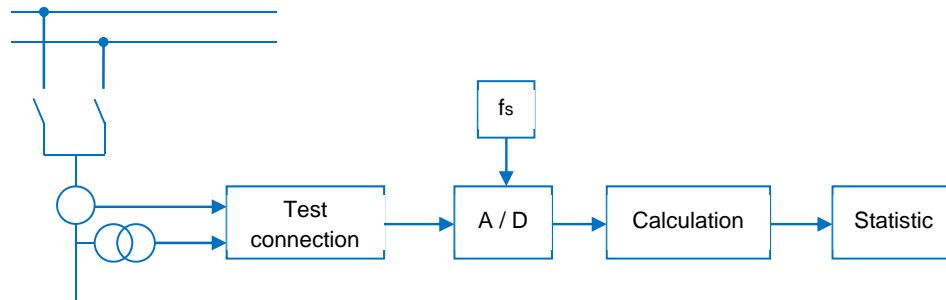 fs
Test
connection
A / D
Calculation
Statistic